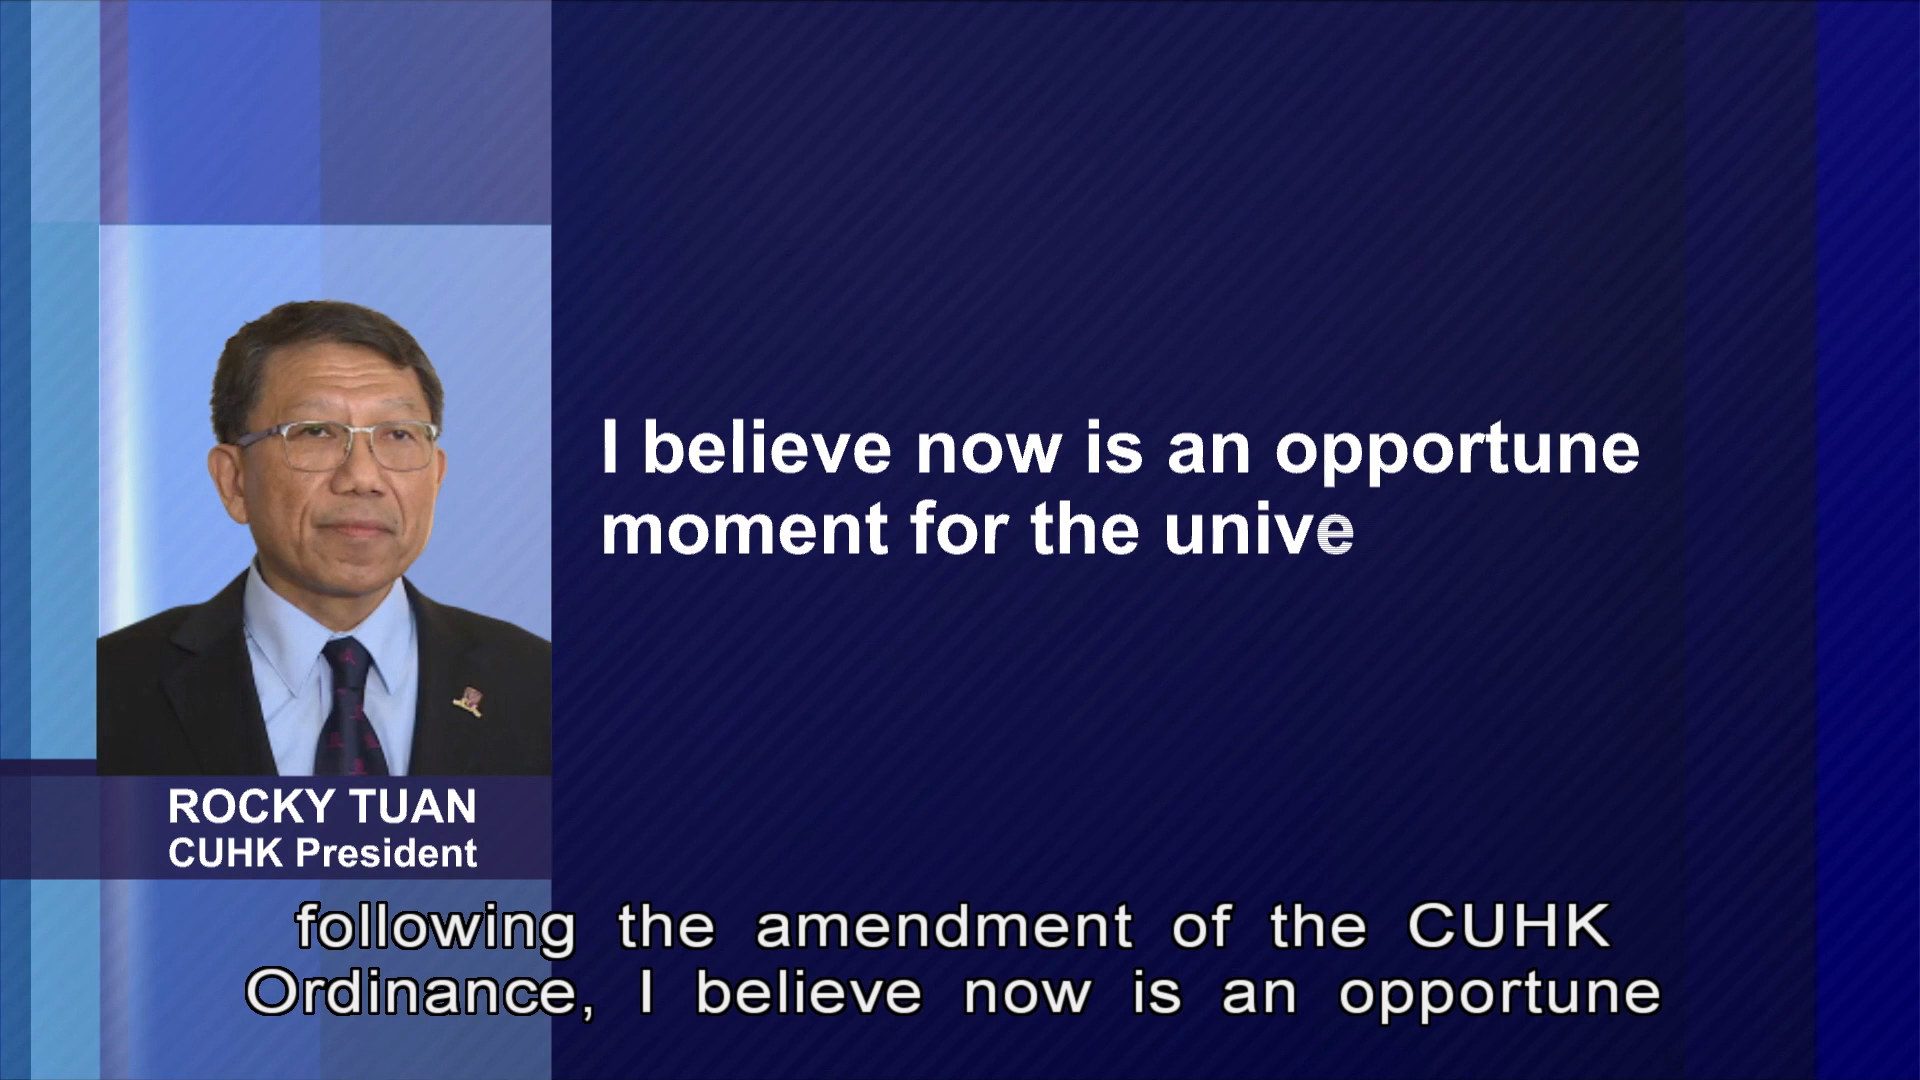 I believe now is an opportune
moment for the unive
ROCKY TUAN
CUHK President
following the amendment of the CUHK
Ordinance, I believe now is an opportune